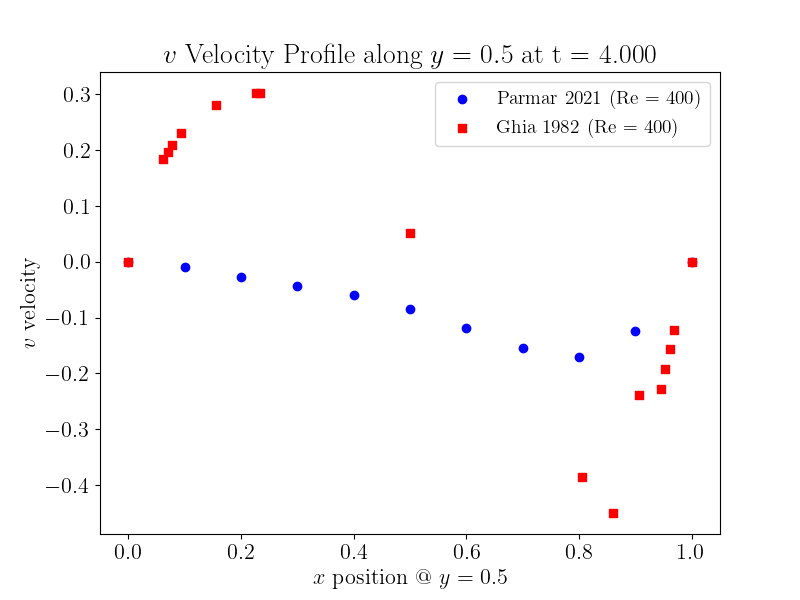 v Velocity Profile along y = 0.5 at t = 4.000
Parmar 2021 (Re = 400)
Ghia 1982 (Re = 400)
v velocity
0.3
0.2
0.1
0.0
−0.1
−0.2
−0.3
−0.4
0.0 0.2 0.4 0.6 0.8 1.0
x position @ y = 0.5